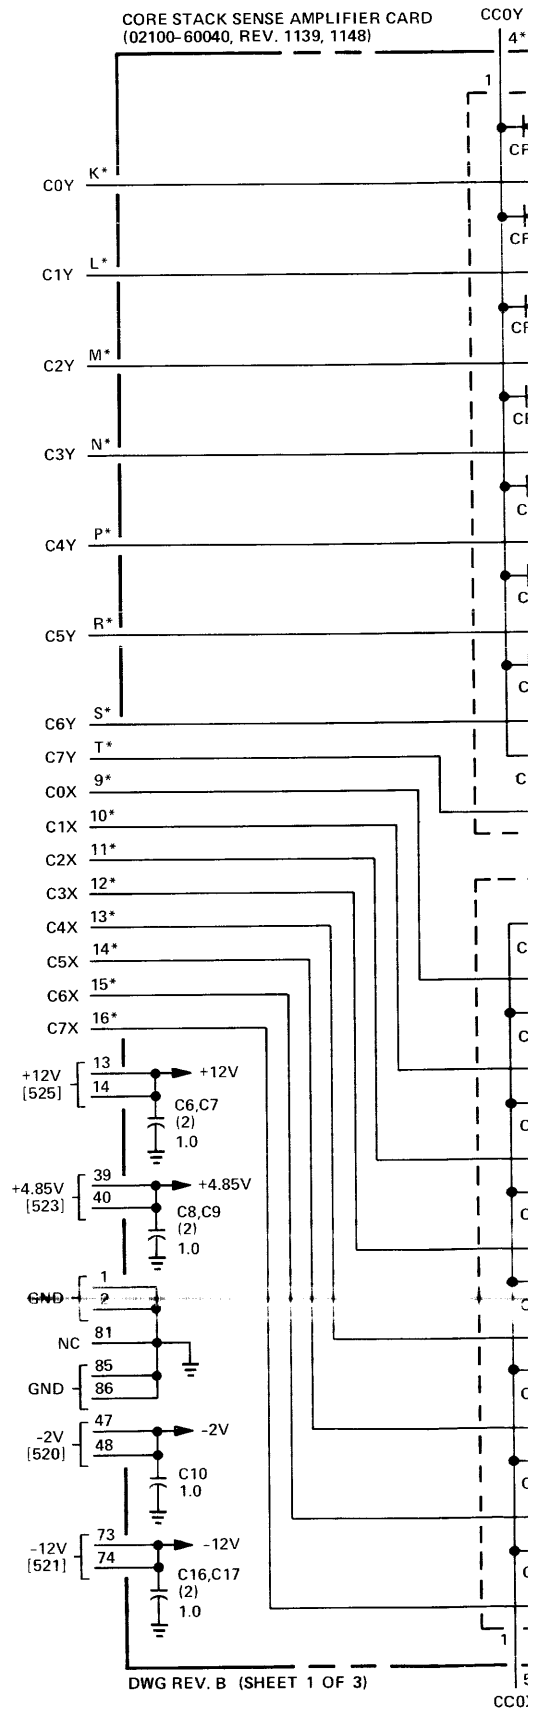 CORE STACK SENSE AMPLIFIER CARD
(02100-60040, REV. 1139, 1148)
CC0Y
4*
1
CF
C0Y K*
CF
C1Y L*
CF
C2Y M*
C3Y N*
C
C4Y P*
C
C5Y R*
C
C6Y S*
C7Y T*
C
C0X 9*
C1X 10*
C2X 11*
C3X 12*
C4X 13*
C
C5X 14*
C6X 15*
C7X 16*
C
+12V
[525]
13
14
+12V
C6,C7
(2)
1.0
+4.85V
[523]
39
40
+4.85V
C8,C9
(2)
1.0
GND
1
2
NC 81
GND
85
86
-2V
[520]
47
48
-2V
C10
1.0
-12V
[521]
73
74
-12V
C16,C17
(2)
1.0
1
DWG REV. B (SHEET 1 OF 3)
5